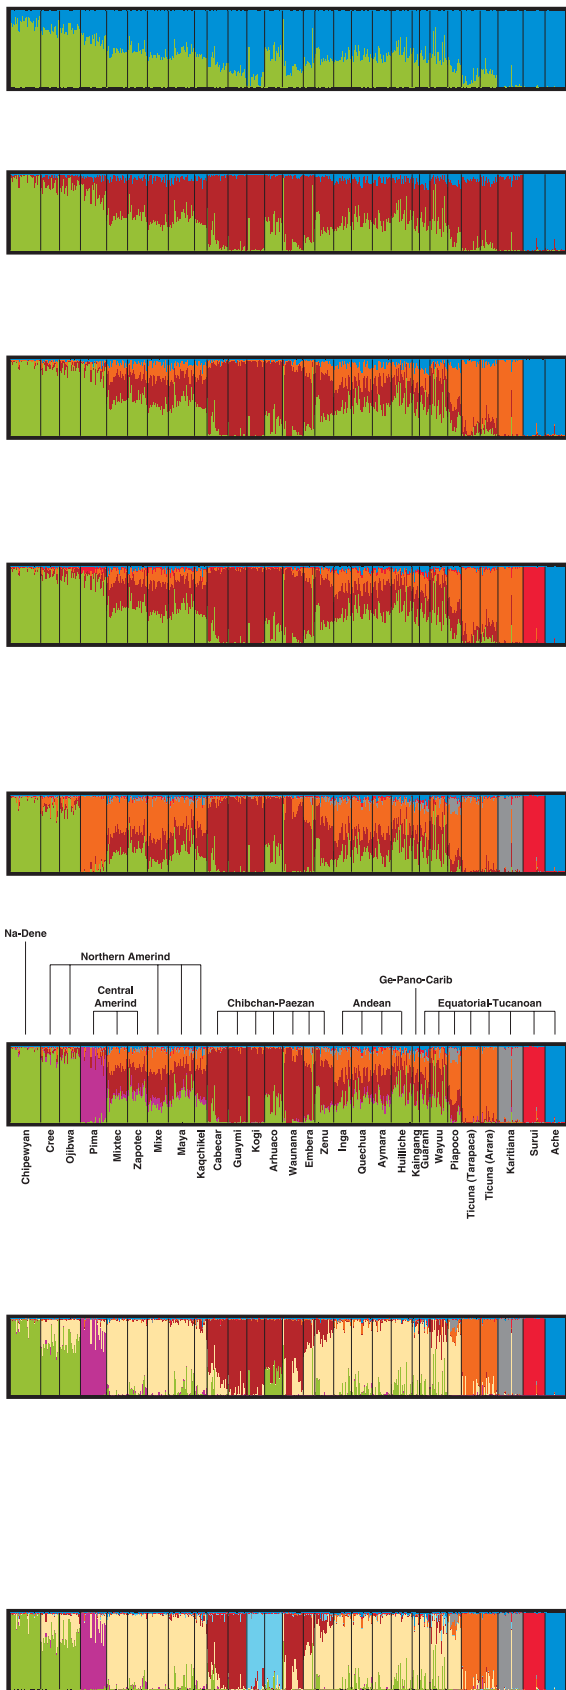 Na-Dene
Northern Amerind
Ge-Pano-Carib
Central
Amerind
Chibchan-Paezan
Andean
Equatorial-Tucanoan
Chipewyan
Cree
Ojibwa
Pima
Mixtec
Zapotec
Mixe
Maya
Kaqchikel
Cabecar
Guaymi
Kogi
Arhuaco
Waunana
Embera
Zenu
Inga
Quechua
Aymara
Huilliche
Kaingang
Guarani
Wayuu
Piapoco
Ticuna (Tarapaca)
Ticuna (Arara)
Karitiana
Surui
Ache